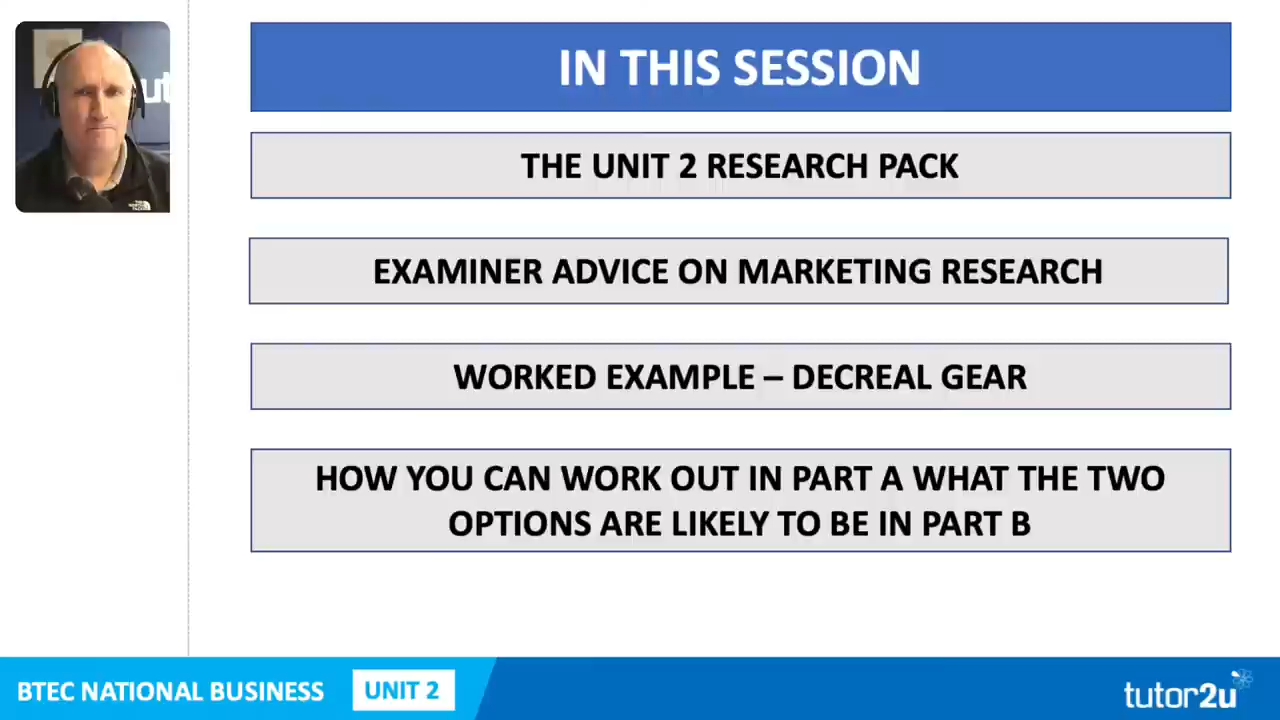 IN THIS SESSION
THE UNIT 2 RESEARCH PACK
EXAMINER ADVICE ON MARKETING RESEARCH
WORKED EXAMPLE – DECREAL GEAR
HOW YOU CAN WORK OUT IN PART A WHAT THE TWO
OPTIONS ARE LIKELY TO BE IN PART B
BTEC NATIONAL BUSINESS
UNIT 2
tutor2u